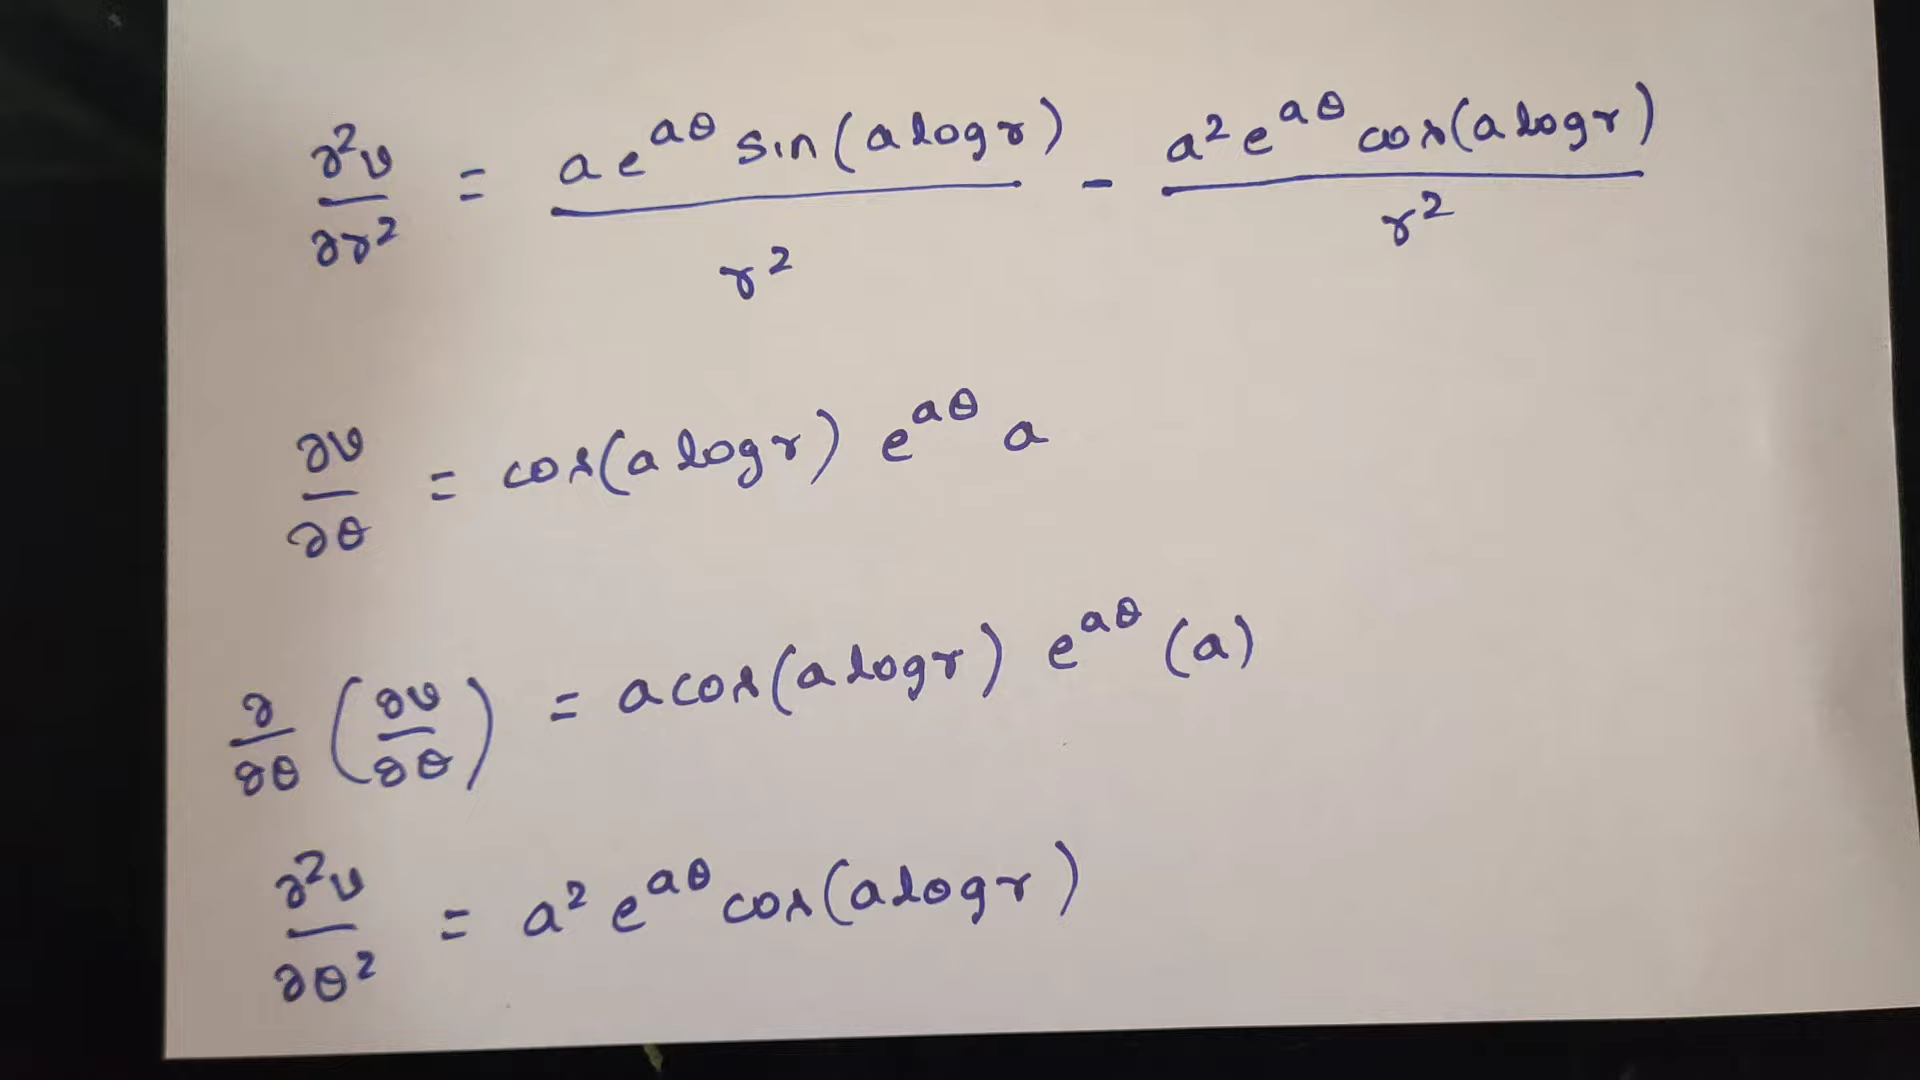 ∂²v/∂r² = a e^{aθ} sin(a log r)/r² - a² e^{aθ} cos(a log r)/r²
∂v/∂θ = cos(a log r) e^{aθ} a
∂/∂θ (∂v/∂θ) = a cos(a log r) e^{aθ} (a)
∂²v/∂θ² = a² e^{aθ} cos(a log r)